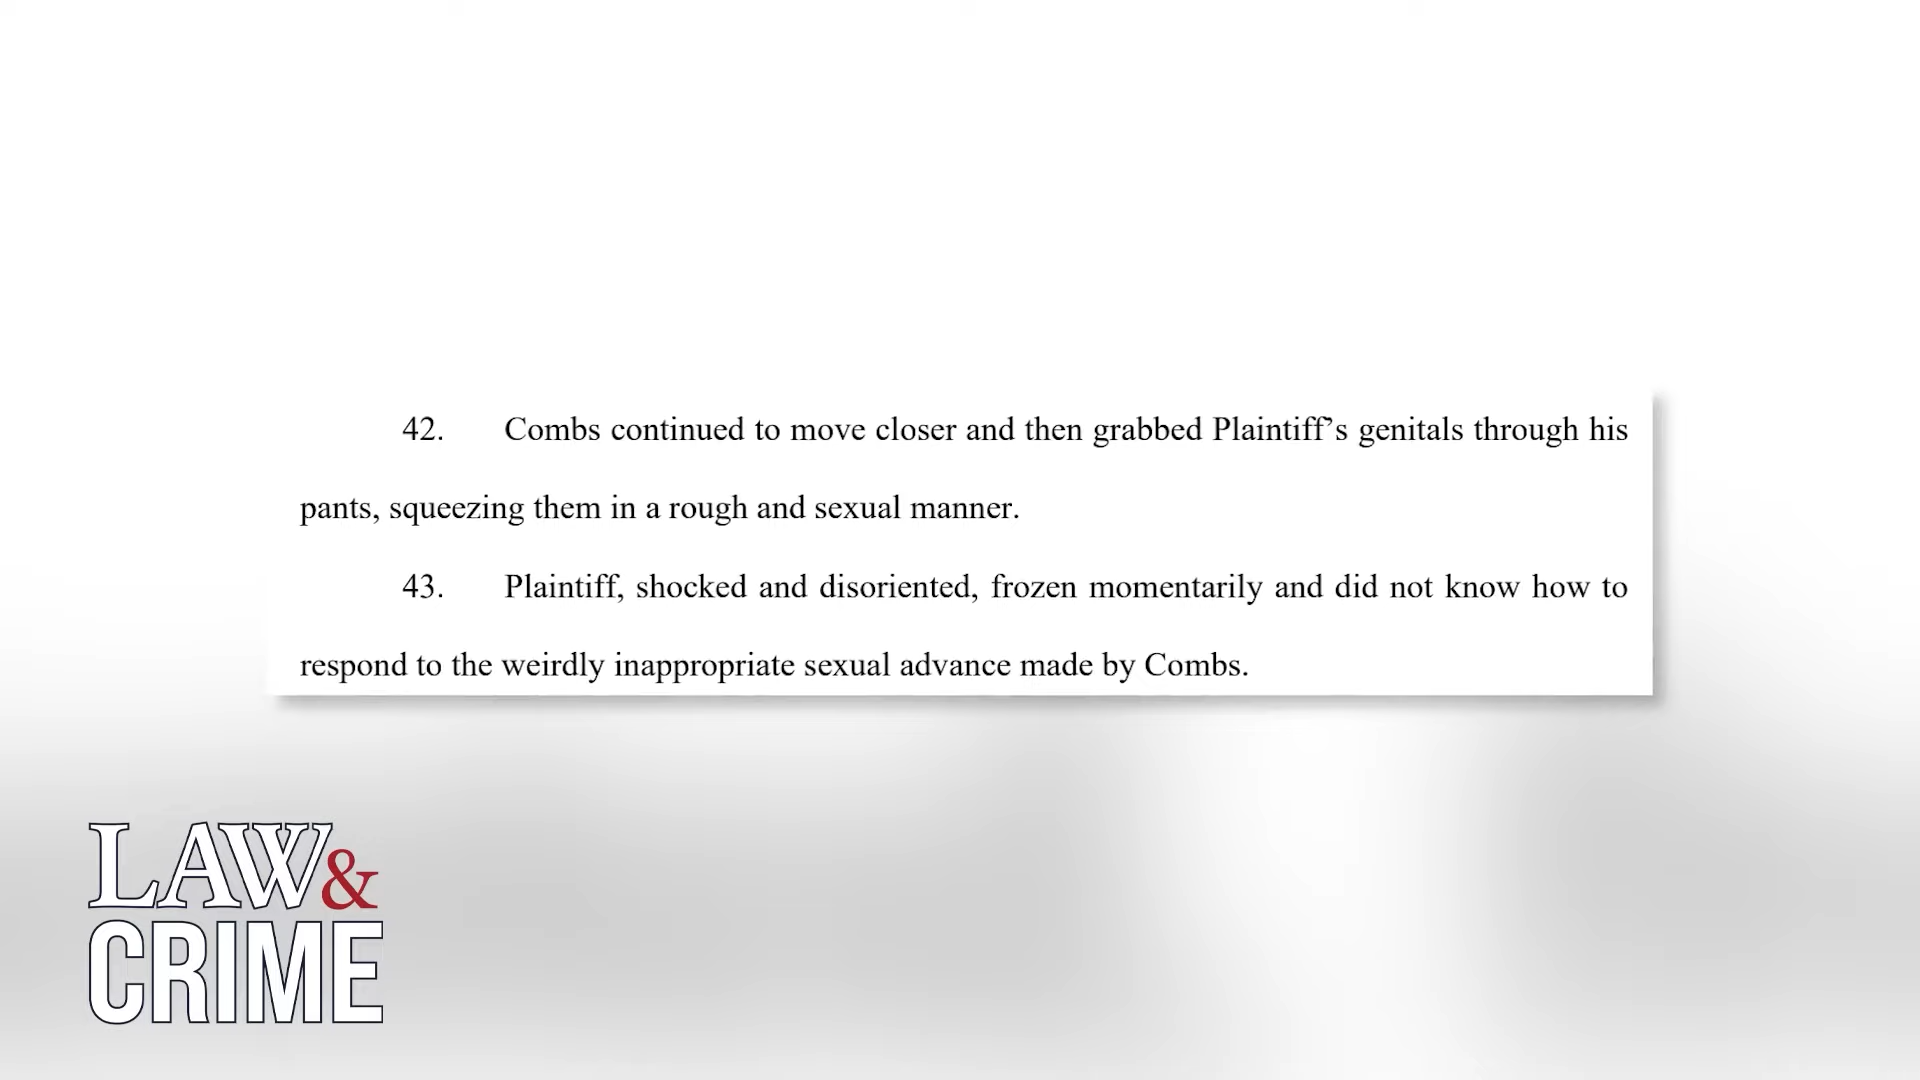 42. Combs continued to move closer and then grabbed Plaintiff’s genitals through his
pants, squeezing them in a rough and sexual manner.
43. Plaintiff, shocked and disoriented, frozen momentarily and did not know how to
respond to the weirdly inappropriate sexual advance made by Combs.
LAW&
CRIME